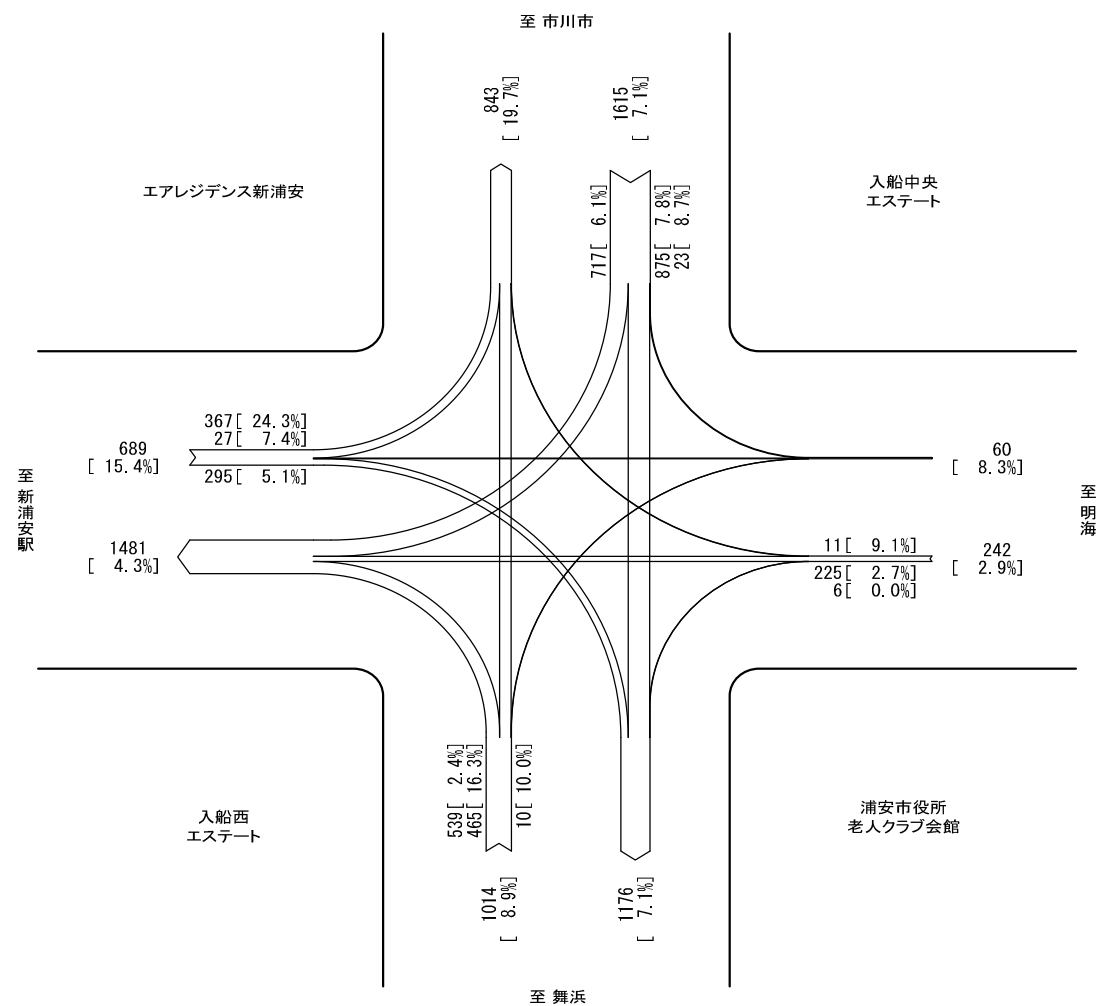 至 市川市
843
[ 19.7%]
1615
[ 7.1%]
エアレジデンス新浦安
入船中央
エステート
717[ 6.1%]
875[ 7.8%]
23[ 8.7%]
367[ 24.3%]
27[ 7.4%]
295[ 5.1%]
689
[ 15.4%]
60
[ 8.3%]
至 新浦安駅
至 明海
1481
[ 4.3%]
11[ 9.1%]
225[ 2.7%]
6[ 0.0%]
242
[ 2.9%]
539[ 2.4%]
465[ 16.3%]
10[ 10.0%]
入船西
エステート
浦安市役所
老人クラブ会館
1014
[ 8.9%]
1176
[ 7.1%]
至 舞浜